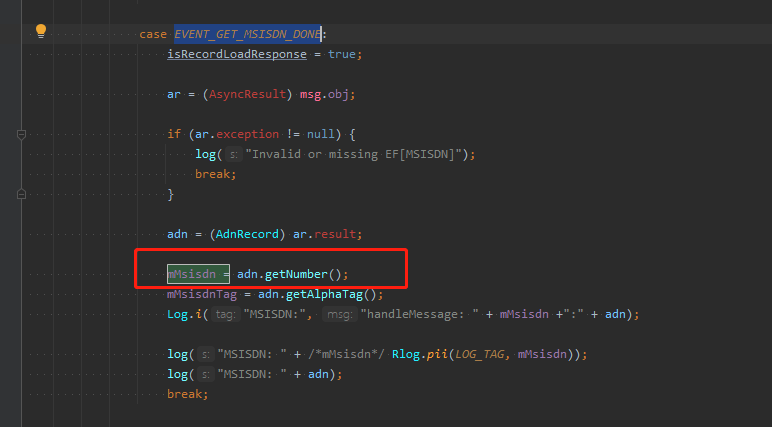 case EVENT_GET_MSISDN_DONE:
isRecordLoadResponse = true;
ar = (AsyncResult) msg.obj;
if (ar.exception != null) {
log( s: "Invalid or missing EF[MSISDN]");
break;
}
adn = (AdnRecord) ar.result;
mMsisdn = adn.getNumber();
mMsisdnTag = adn.getAlphaTag();
Log.i( tag: "MSISDN:", msg: "handleMessage: " + mMsisdn +":" + adn);
log( s: "MSISDN: " + /*mMsisdn*/ Rlog.pii(LOG_TAG, mMsisdn));
log( s: "MSISDN: " + adn);
break;